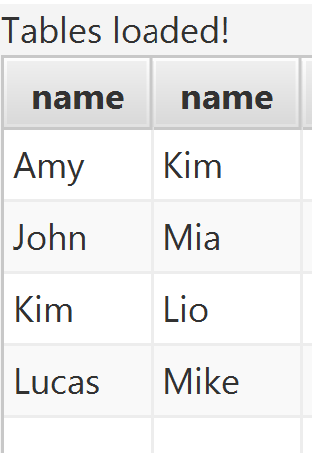 Tables loaded!
name name
Amy Kim
John Mia
Kim Lio
Lucas Mike